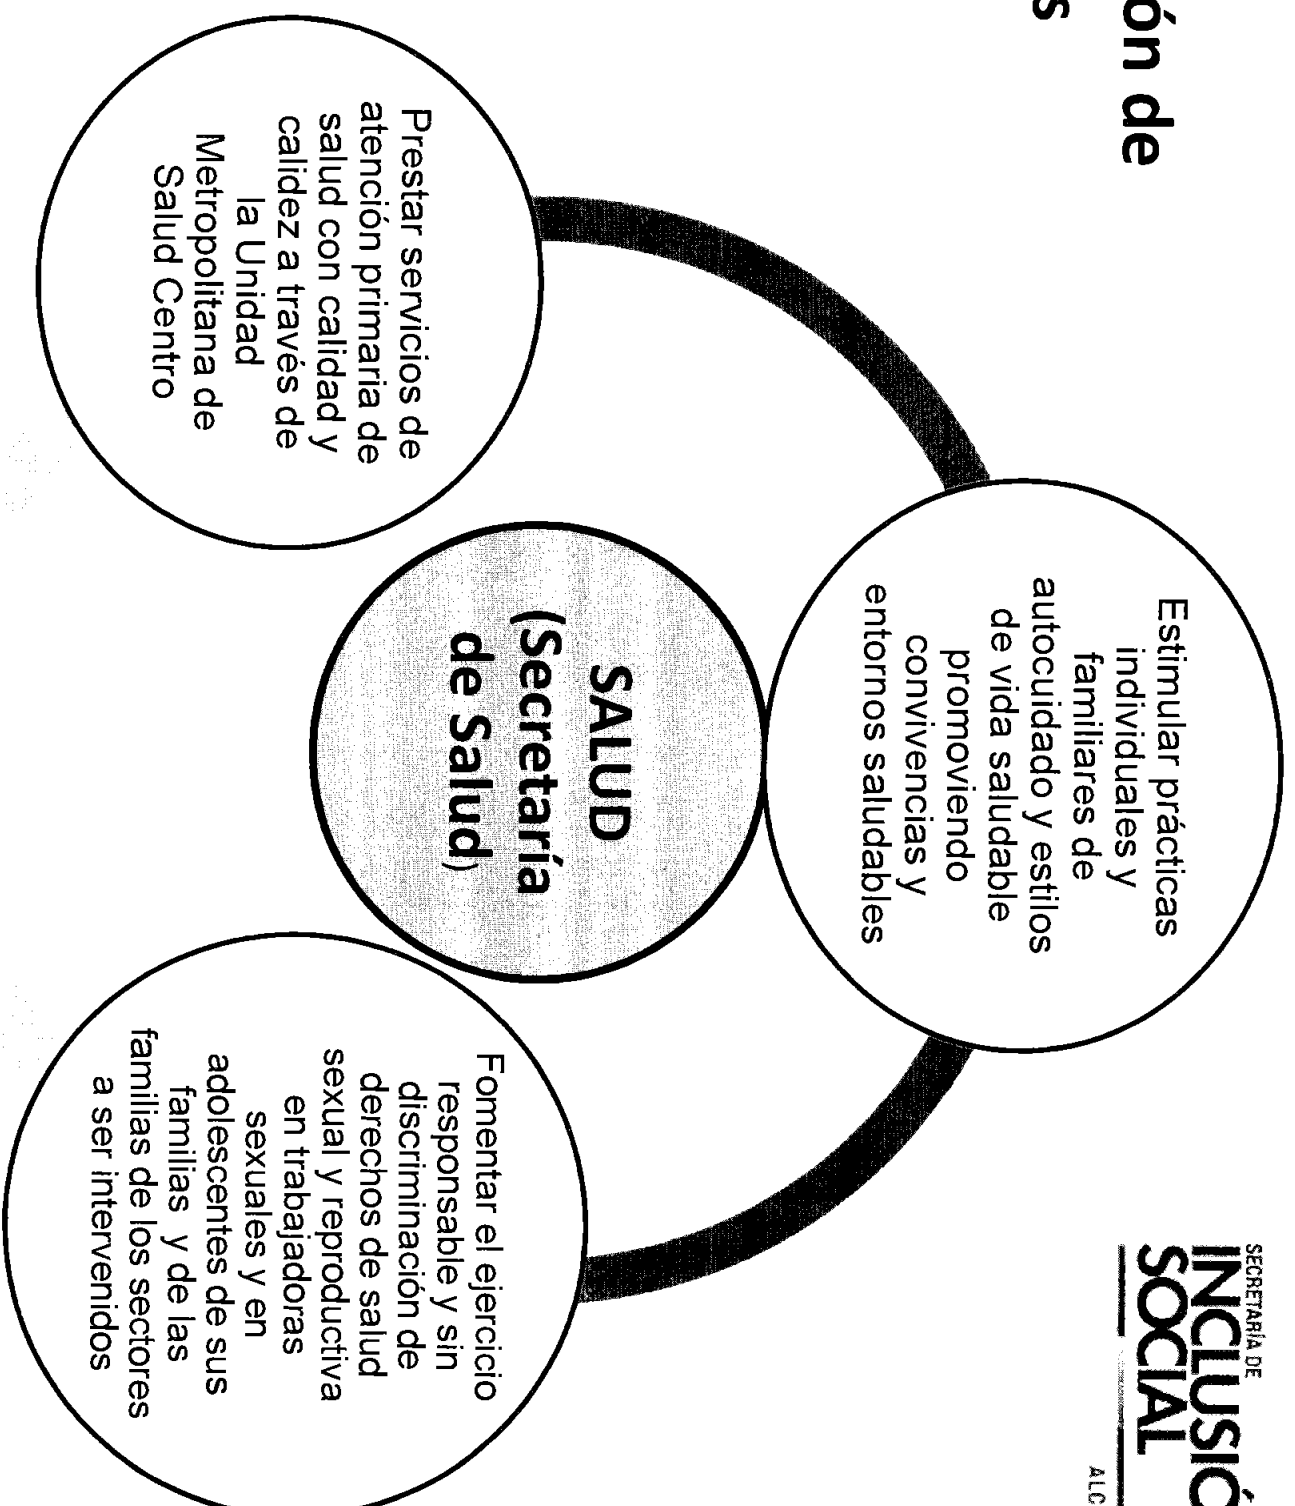 ón de
s
SECRETARÍA DE
INCLUSIÓ
SOCIAL
ALC
Estimular prácticas
individuales y
familiares de
autocuidado y estilos
de vida saludable
promoviendo
convivencias y
entornos saludables
SALUD
(Secretaría
de Salud)
Prestar servicios de
atención primaria de
salud con calidad y
calidez a través de
la Unidad
Metropolitana de
Salud Centro
Fomentar el ejercicio
responsable y sin
discriminación de
derechos de salud
sexual y reproductiva
en trabajadoras
sexuales y en
adolescentes de sus
familias y de las
familias de los sectores
a ser intervenidos